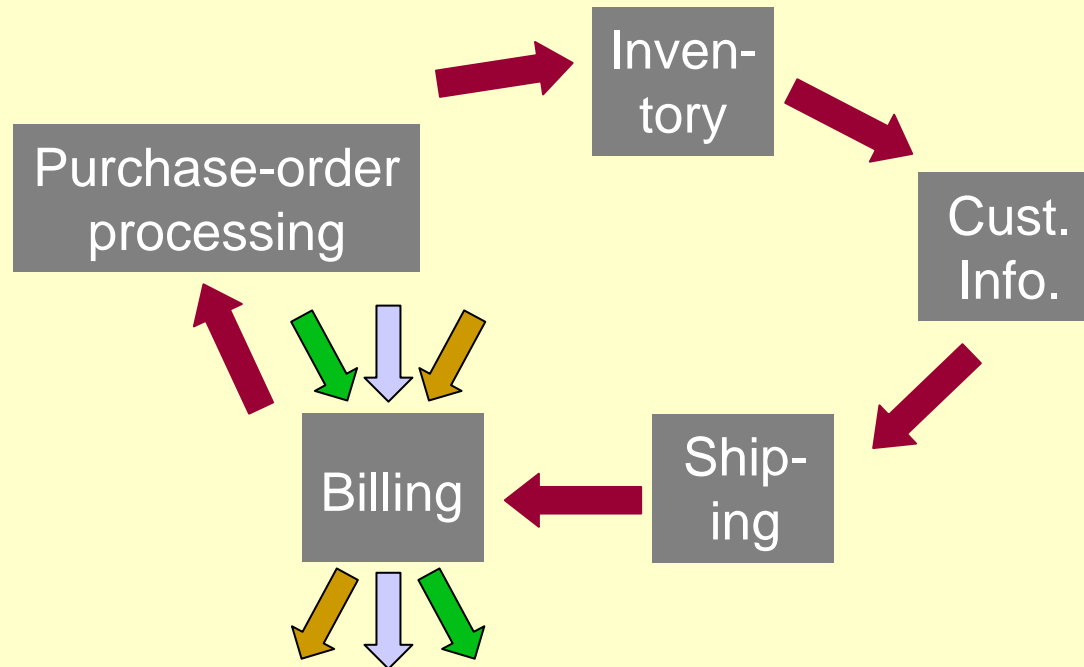 Inven-
tory
Purchase-order
processing
Cust.
Info.
Billing
Ship-
ing